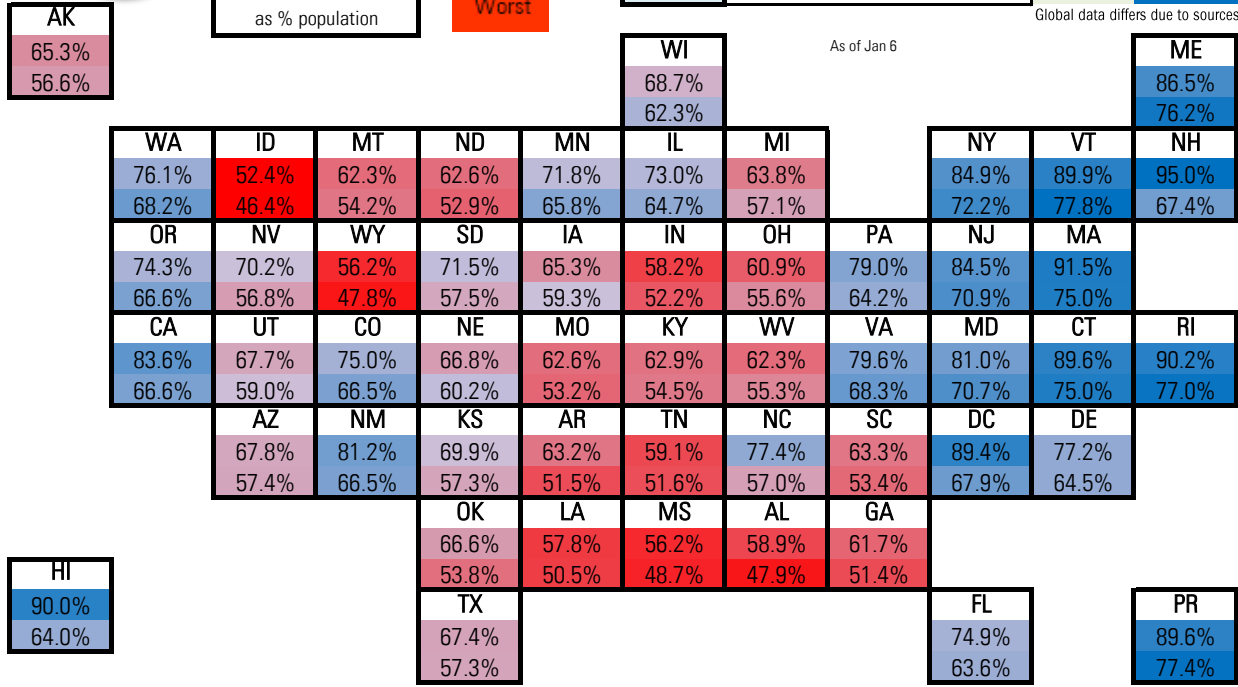 AK
65.3%
56.6%
as % population
Worst
Global data differs due to sources
As of Jan 6
WI
68.7%
62.3%
ME
86.5%
76.2%
WA ID MT ND MN IL MI NY VT NH
76.1% 52.4% 62.3% 62.6% 71.8% 73.0% 63.8% 84.9% 89.9% 95.0%
68.2% 46.4% 54.2% 52.9% 65.8% 64.7% 57.1% 72.2% 77.8% 67.4%
OR NV WY SD IA IN OH PA NJ MA
74.3% 70.2% 56.2% 71.5% 65.3% 58.2% 60.9% 79.0% 84.5% 91.5%
66.6% 56.8% 47.8% 57.5% 59.3% 52.2% 55.6% 64.2% 70.9% 75.0%
CA UT CO NE MO KY WV VA MD CT RI
83.6% 67.7% 75.0% 66.8% 62.6% 62.9% 62.3% 79.6% 81.0% 89.6% 90.2%
66.6% 59.0% 66.5% 60.2% 53.2% 54.5% 55.3% 68.3% 70.7% 75.0% 77.0%
AZ NM KS AR TN NC SC DC DE
67.8% 81.2% 69.9% 63.2% 59.1% 77.4% 63.3% 89.4% 77.2%
57.4% 66.5% 57.3% 51.5% 51.6% 57.0% 53.4% 67.9% 64.5%
OK LA MS AL GA
66.6% 57.8% 56.2% 58.9% 61.7%
53.8% 50.5% 48.7% 47.9% 51.4%
HI
90.0%
64.0%
TX FL PR
67.4% 74.9% 89.6%
57.3% 63.6% 77.4%